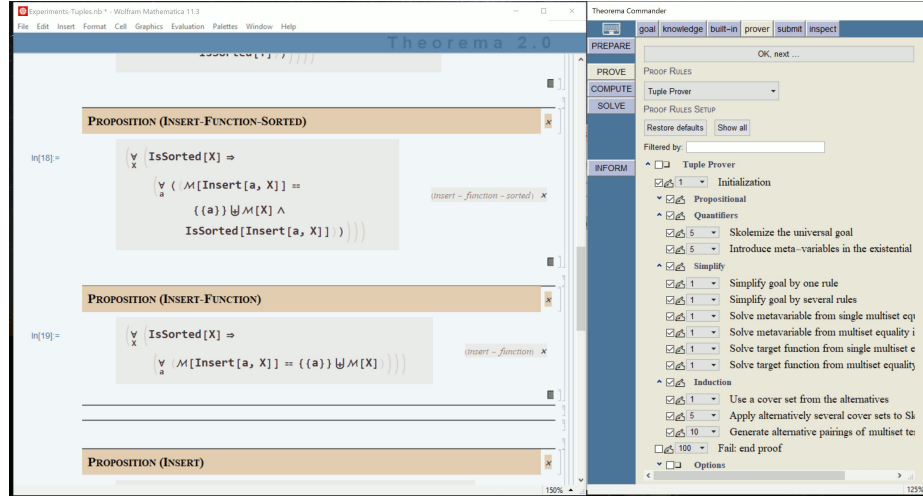 Experiments-Tuples.nb * - Wolfram Mathematica 11.3
File Edit Insert Format Cell Graphics Evaluation Palettes Window Help
Theorema 2.0
PROPOSITION (INSERT-FUNCTION-SORTED)
In[18]:=
(∀ (IsSorted[X] ⇒
X
(∀ ((ℳ[Insert[a, X]] ==
a
{{a}} ⊎ ℳ[X] ∧
IsSorted[Insert[a, X]]))))
(insert – function – sorted) ×
PROPOSITION (INSERT-FUNCTION)
In[19]:=
(∀ (IsSorted[X] ⇒
X
(∀ (ℳ[Insert[a, X]] == {{a}} ⊎ ℳ[X]))))
a
(insert – function) ×
PROPOSITION (INSERT)
150%
Theorema Commander
PREPARE
PROVE
COMPUTE
SOLVE
INFORM
goal knowledge built-in prover submit inspect
OK, next ...
PROOF RULES
Tuple Prover
PROOF RULES SETUP
Restore defaults Show all
Filtered by:
Tuple Prover
1 Initialization
Propositional
Quantifiers
5 Skolemize the universal goal
5 Introduce meta-variables in the existential
Simplify
1 Simplify goal by one rule
1 Simplify goal by several rules
1 Solve metavariable from single multiset equ
1 Solve metavariable from multiset equality i
1 Solve target function from single multiset e
1 Solve target function from multiset equality
Induction
1 Use a cover set from the alternatives
5 Apply alternatively several cover sets to Sk
10 Generate alternative pairings of multiset te
100 Fail: end proof
Options
125%